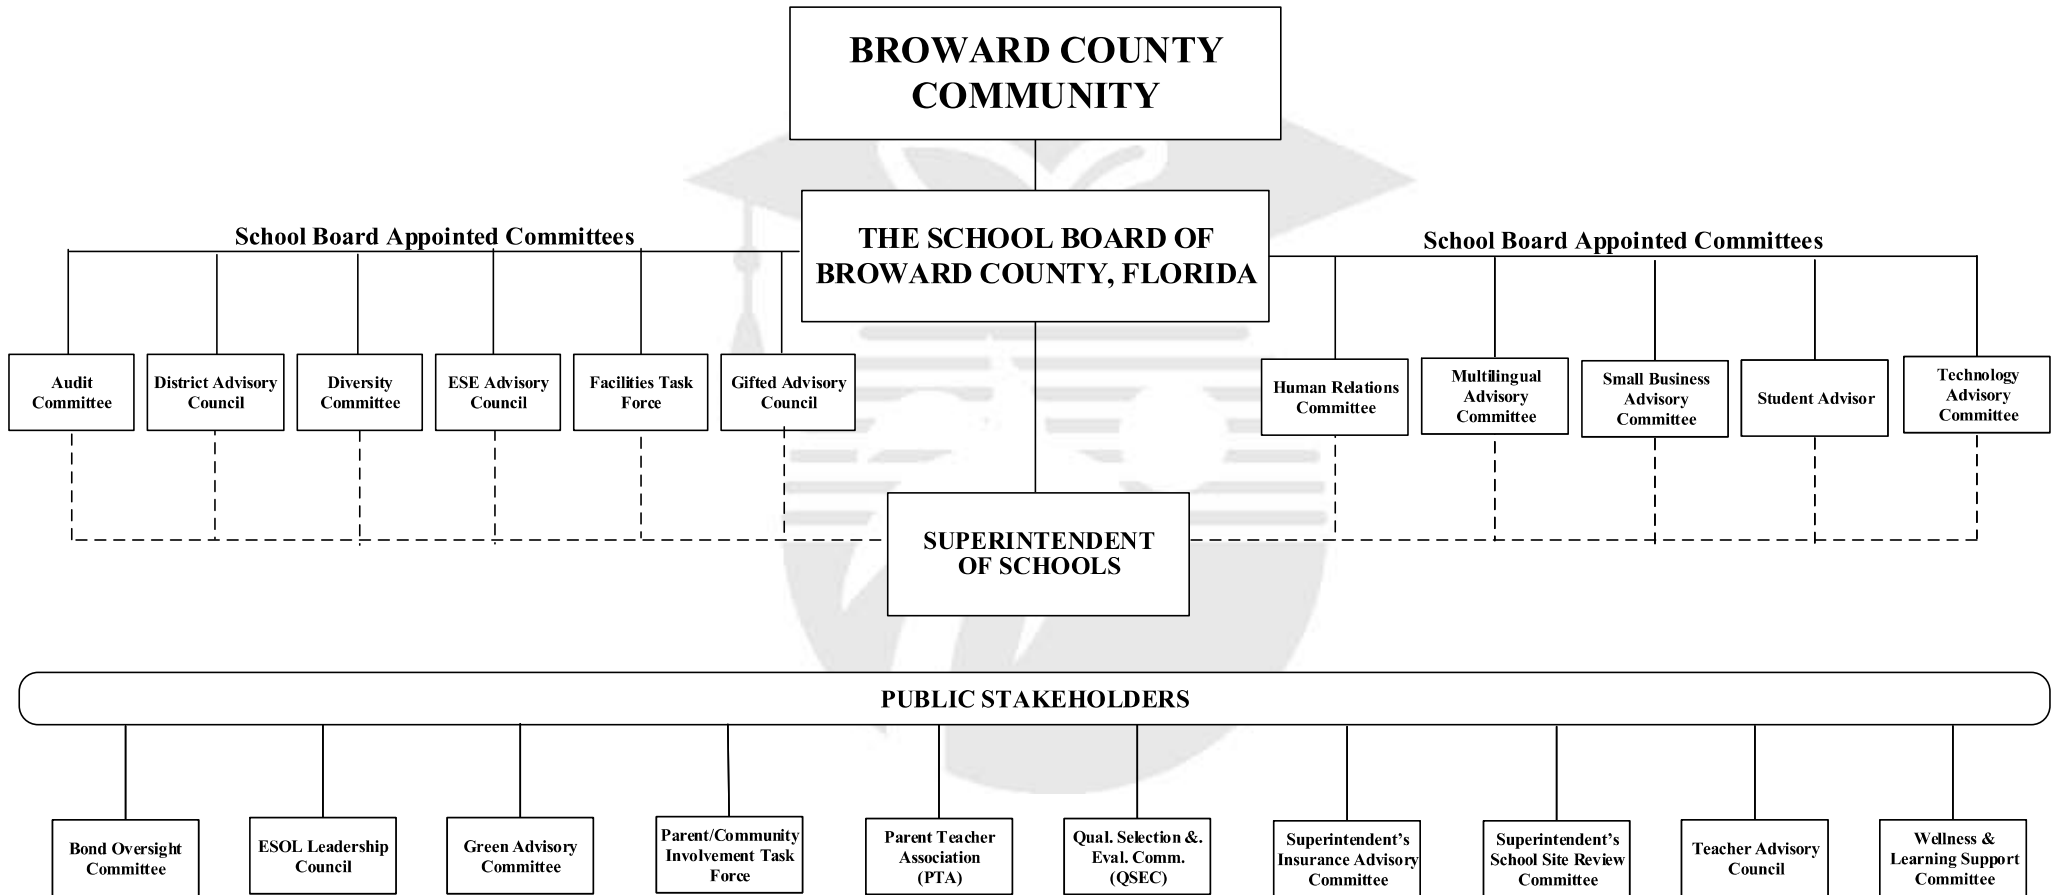 BROWARD COUNTY
COMMUNITY
THE SCHOOL BOARD OF
BROWARD COUNTY, FLORIDA
School Board Appointed Committees
School Board Appointed Committees
Audit
Committee
District Advisory
Council
Diversity
Committee
ESE Advisory
Council
Facilities Task
Force
Gifted Advisory
Council
Human Relations
Committee
Multilingual
Advisory
Committee
Small Business
Advisory
Committee
Student Advisor
Technology
Advisory
Committee
SUPERINTENDENT
OF SCHOOLS
PUBLIC STAKEHOLDERS
Bond Oversight
Committee
ESOL Leadership
Council
Green Advisory
Committee
Parent/Community
Involvement Task
Force
Parent Teacher
Association
(PTA)
Qual. Selection &.
Eval. Comm.
(QSEC)
Superintendent’s
Insurance Advisory
Committee
Superintendent’s
School Site Review
Committee
Teacher Advisory
Council
Wellness &
Learning Support
Committee